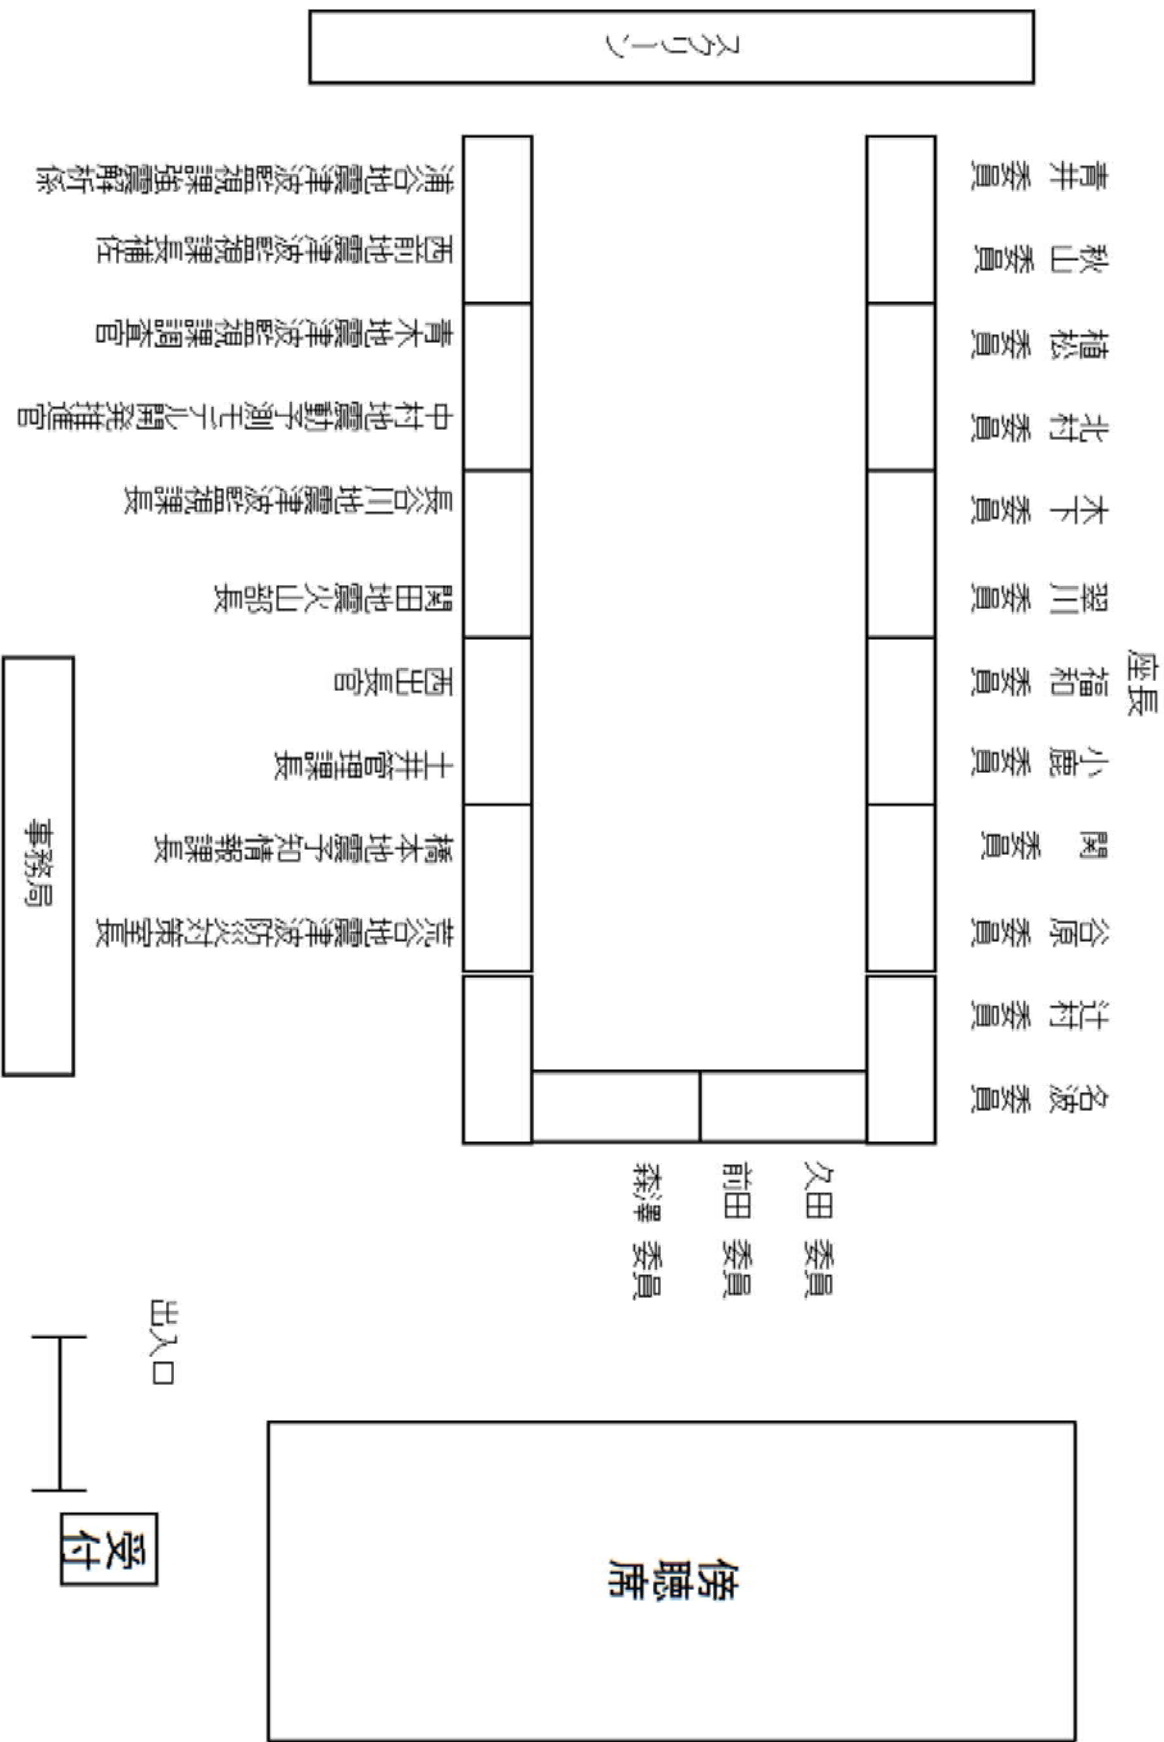 スクリーン
青井 委員
秋山 委員
植松 委員
北村 委員
木下 委員
翠川 委員
座長
福和 委員
小鹿 委員
関 委員
谷原 委員
辻村 委員
名波 委員
久田 委員
前田 委員
森澤 委員
浦谷地震津波監視課強震解析係
西前地震津波監視課長補佐
青木地震津波監視課調査官
中村地震動予測モデル開発推進官
長谷川地震津波監視課長
関田地震火山部長
西出長官
土井管理課長
橋本地震予知情報課長
荒谷地震津波防災対策室長
事務局
出入口
受付
傍聴席